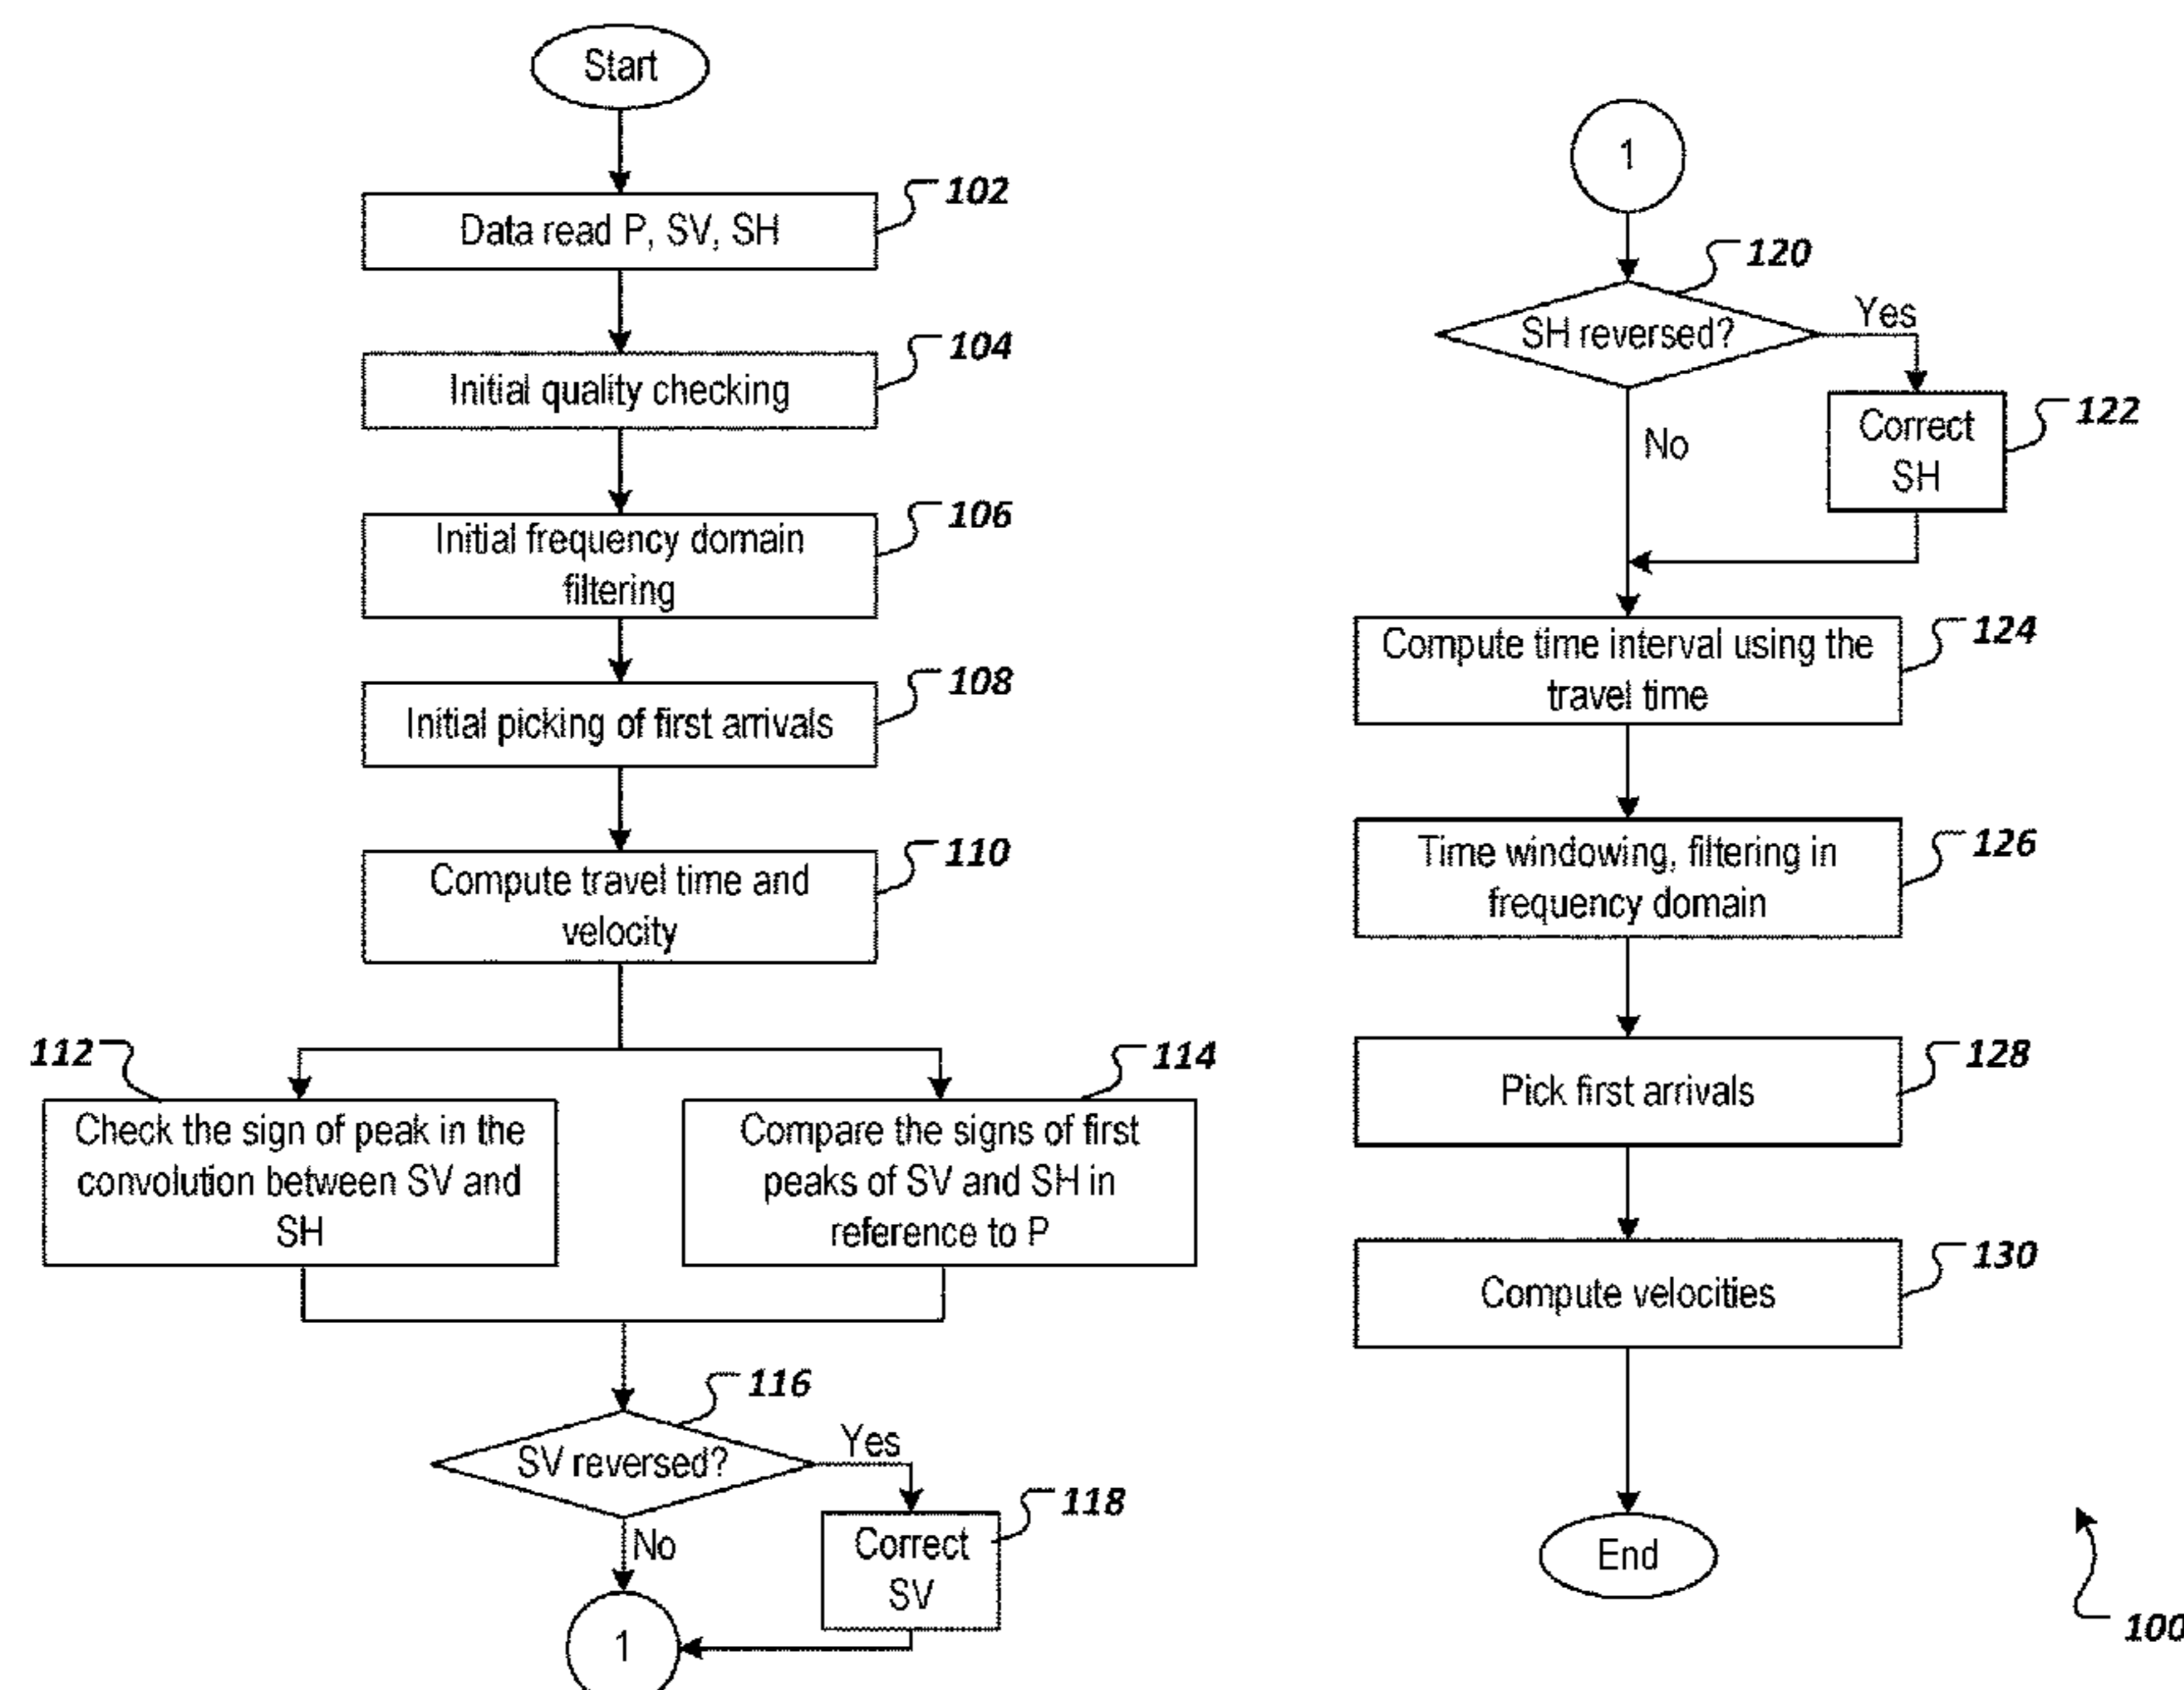 Start
Data read P, SV, SH
102
Initial quality checking
104
Initial frequency domain
filtering
106
Initial picking of first arrivals
108
Compute travel time and
velocity
110
112
Check the sign of peak in the
convolution between SV and
SH
114
Compare the signs of first
peaks of SV and SH in
reference to P
116
SV reversed?
Yes
No
118
Correct
SV
1
1
120
SH reversed?
Yes
No
122
Correct
SH
Compute time interval using the
travel time
124
Time windowing, filtering in
frequency domain
126
Pick first arrivals
128
Compute velocities
130
End
100